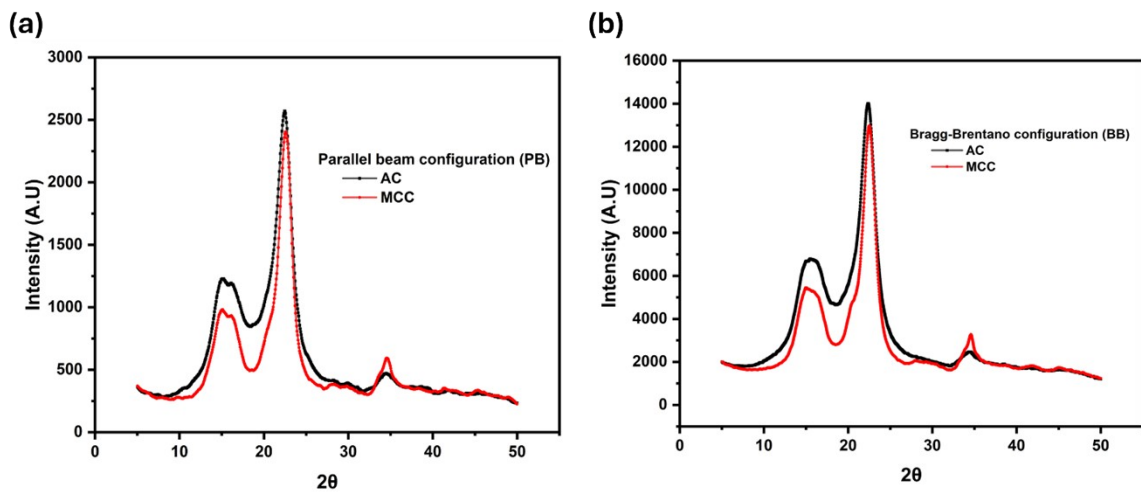 (a)
3000
2500
2000
1500
1000
500
0
Intensity (A.U)
Parallel beam configuration (PB)
AC
MCC
0 10 20 30 40 50
2θ
(b)
16000
14000
12000
10000
8000
6000
4000
2000
0
Intensity (A.U)
Bragg-Brentano configuration (BB)
AC
MCC
0 10 20 30 40 50
2θ